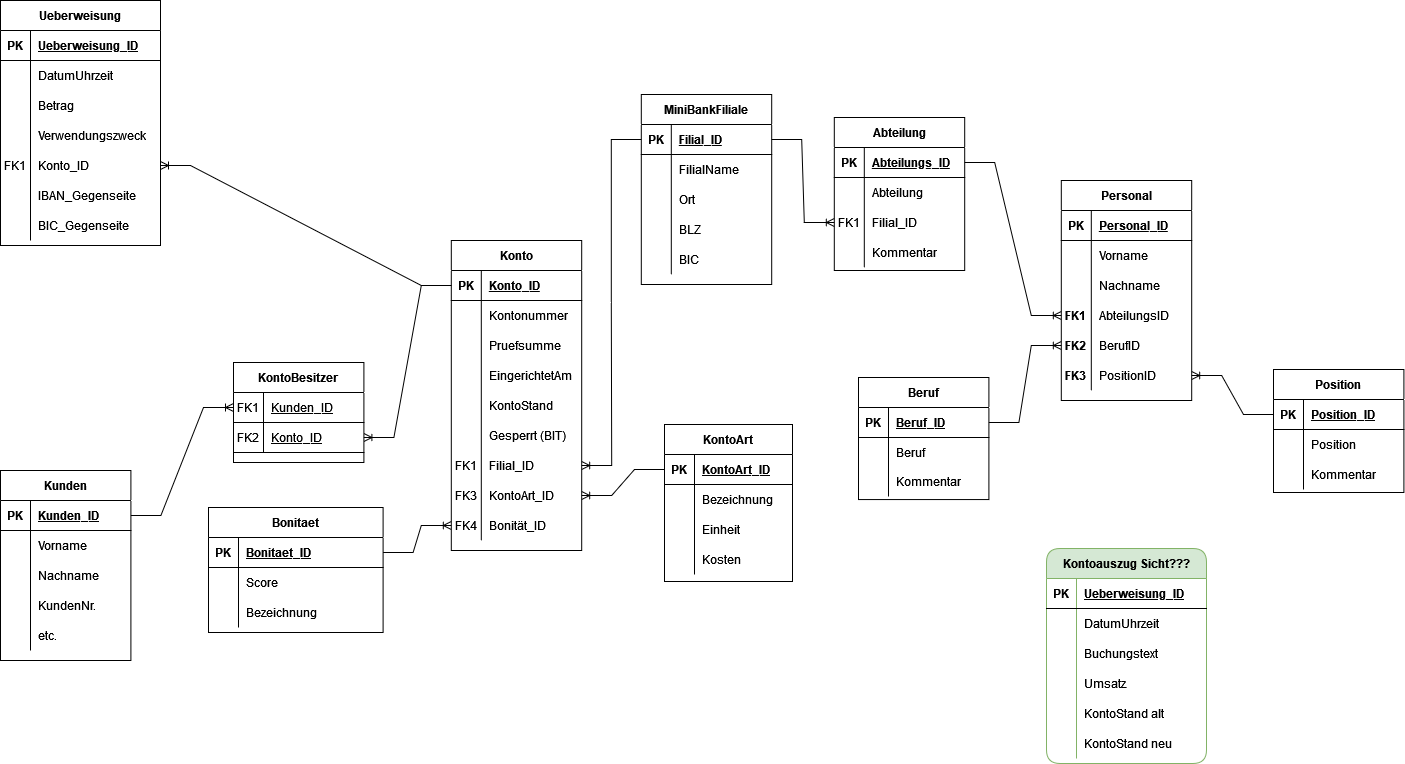 Ueberweisung
PK Ueberweisung_ID
DatumUhrzeit
Betrag
Verwendungszweck
FK1 Konto_ID
IBAN_Gegenseite
BIC_Gegenseite
MiniBankFiliale
PK Filial_ID
FilialName
Ort
BLZ
BIC
Abteilung
PK Abteilungs_ID
Abteilung
FK1 Filial_ID
Kommentar
Personal
PK Personal_ID
Vorname
Nachname
FK1 AbteilungsID
FK2 BerufID
FK3 PositionID
Konto
PK Konto_ID
Kontonummer
Pruefsumme
EingerichtetAm
KontoStand
Gesperrt (BIT)
FK1 Filial_ID
FK3 KontoArt_ID
FK4 Bonität_ID
KontoBesitzer
FK1 Kunden_ID
FK2 Konto_ID
Beruf
PK Beruf_ID
Beruf
Kommentar
Position
PK Position_ID
Position
Kommentar
KontoArt
PK KontoArt_ID
Bezeichnung
Einheit
Kosten
Kunden
PK Kunden_ID
Vorname
Nachname
KundenNr.
etc.
Bonitaet
PK Bonitaet_ID
Score
Bezeichnung
Kontoauszug Sicht???
PK Ueberweisung_ID
DatumUhrzeit
Buchungstext
Umsatz
KontoStand alt
KontoStand neu